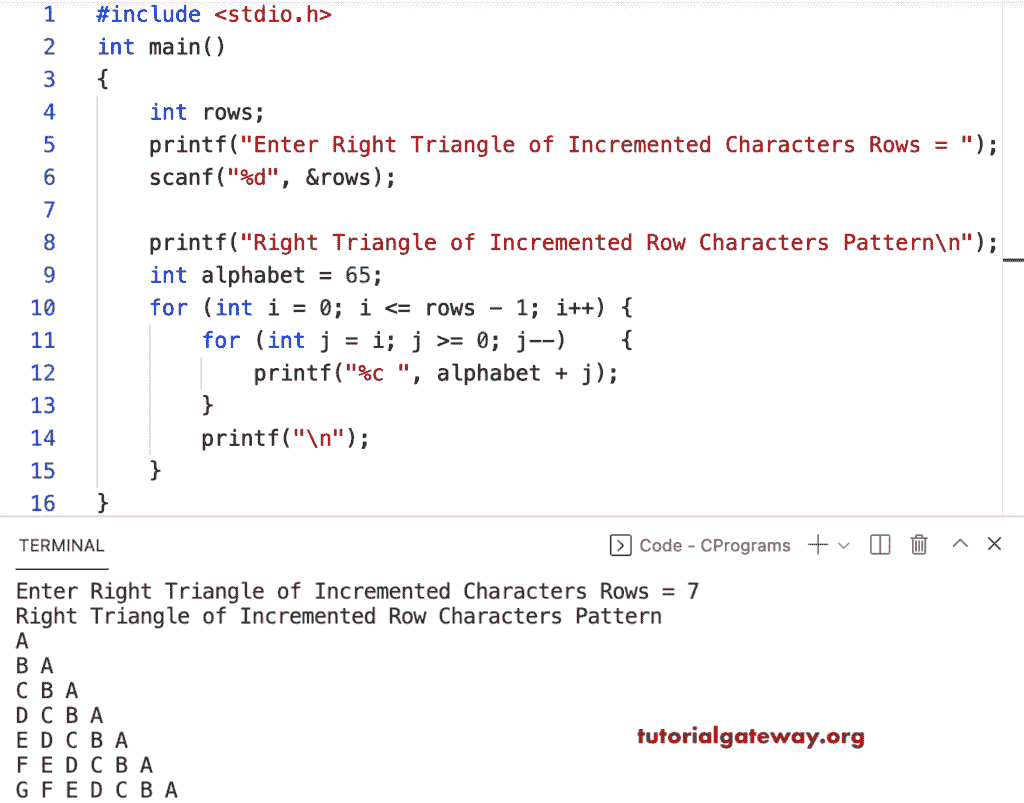 1 #include <stdio.h>
2 int main()
3 {
4     int rows;
5     printf("Enter Right Triangle of Incremented Characters Rows = ");
6     scanf("%d", &rows);
7
8     printf("Right Triangle of Incremented Row Characters Pattern\n");
9     int alphabet = 65;
10     for (int i = 0; i <= rows - 1; i++) {
11         for (int j = i; j >= 0; j--)    {
12             printf("%c ", alphabet + j);
13         }
14         printf("\n");
15     }
16 }
TERMINAL Code - CPrograms
Enter Right Triangle of Incremented Characters Rows = 7
Right Triangle of Incremented Row Characters Pattern
A
B A
C B A
D C B A
E D C B A
F E D C B A
G F E D C B A
tutorialgateway.org